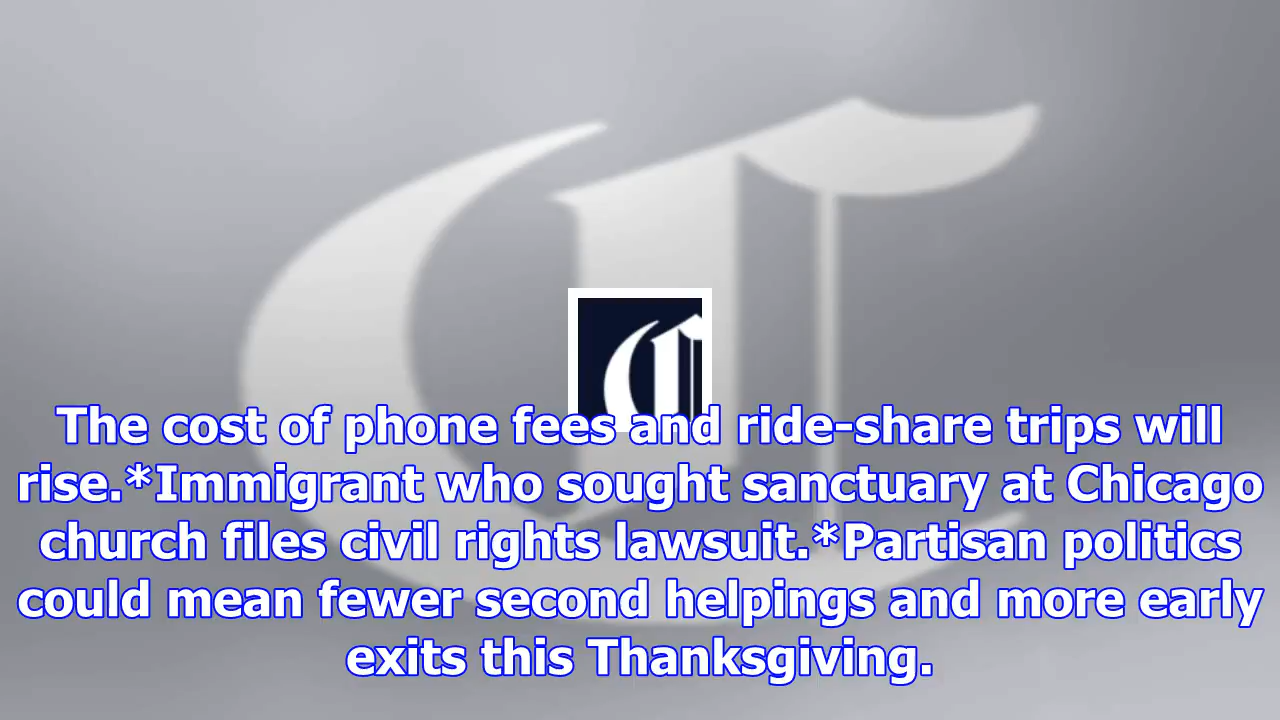 The cost of phone fees and ride-share trips will
rise.*Immigrant who sought sanctuary at Chicago
church files civil rights lawsuit.*Partisan politics
could mean fewer second helpings and more early
exits this Thanksgiving.